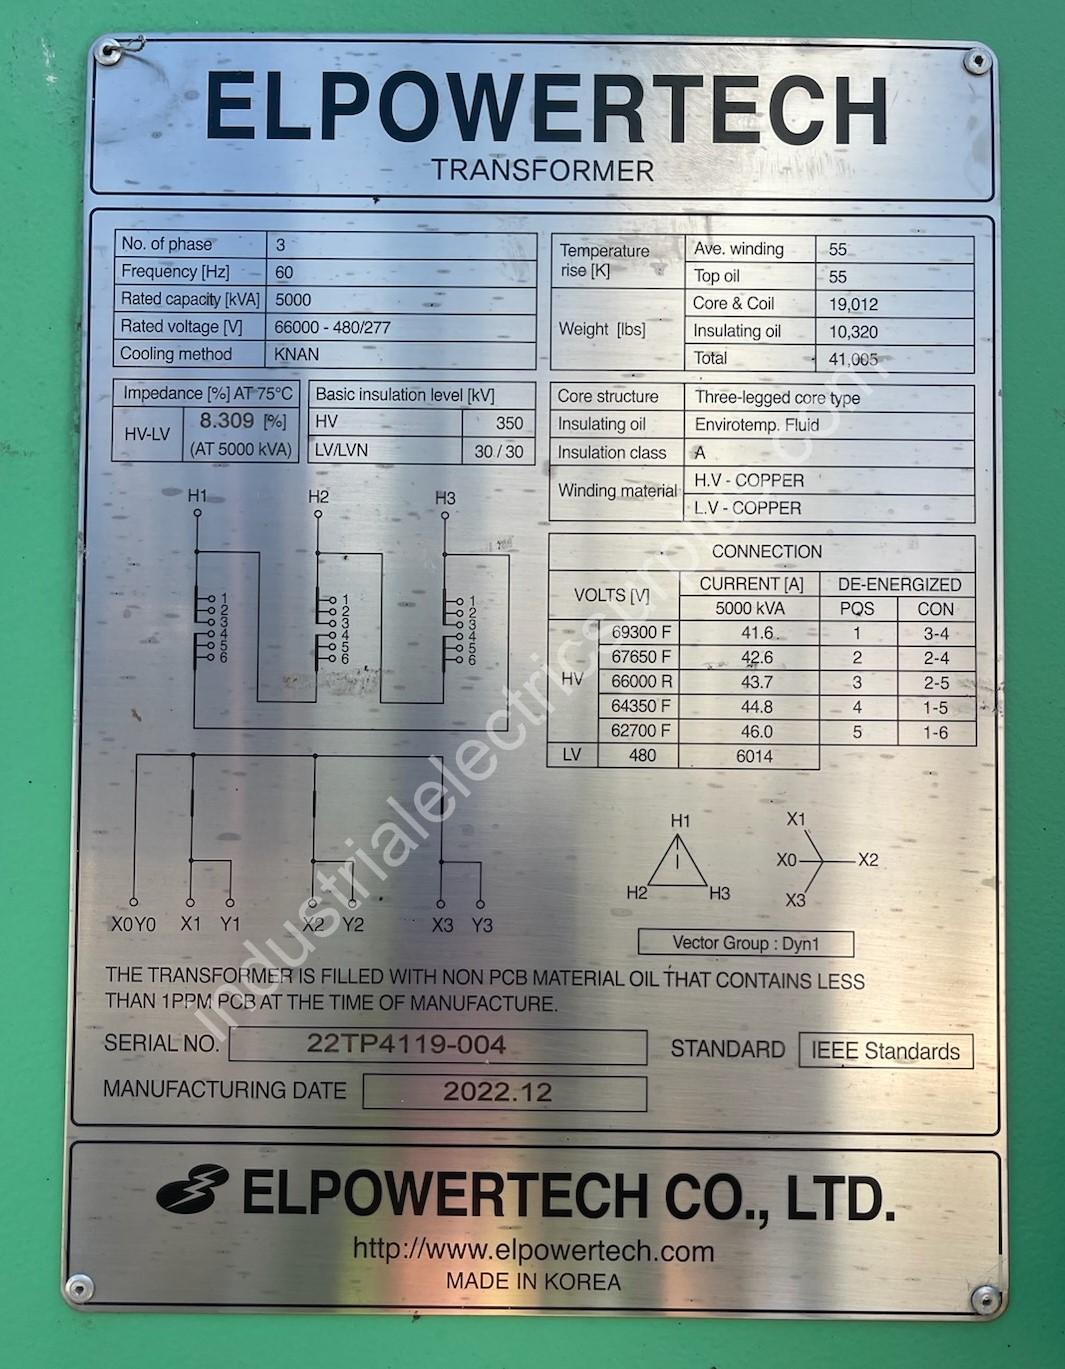 ELPOWERTECH
TRANSFORMER
No. of phase 3
Frequency [Hz] 60
Rated capacity [kVA] 5000
Rated voltage [V] 66000 - 480/277
Cooling method KNAN
Temperature rise [K] Ave. winding 55
Top oil 55
Weight [lbs] Core & Coil 19,012
Insulating oil 10,320
Total 41,005
Impedance [%] AT 75°C
HV-LV 8.309 [%]
(AT 5000 kVA)
Basic insulation level [kV]
HV 350
LV/LVN 30 / 30
Core structure Three-legged core type
Insulating oil Envirotemp. Fluid
Insulation class A
Winding material H.V - COPPER
L.V - COPPER
H1 H2 H3
1 1 1
2 2 2
3 3 3
4 4 4
5 5 5
6 6 6
X0Y0 X1 Y1 X2 Y2 X3 Y3
CONNECTION
VOLTS [V] CURRENT [A] DE-ENERGIZED
5000 kVA POS CON
HV 69300 F 41.6 1 3-4
67650 F 42.6 2 2-4
66000 R 43.7 3 2-5
64350 F 44.8 4 1-5
62700 F 46.0 5 1-6
LV 480 6014
H1
H2 H3
X1
X0 X2
X3
Vector Group : Dyn1
THE TRANSFORMER IS FILLED WITH NON PCB MATERIAL OIL THAT CONTAINS LESS
THAN 1PPM PCB AT THE TIME OF MANUFACTURE.
SERIAL NO. 22TP4119-004
STANDARD IEEE Standards
MANUFACTURING DATE 2022.12
ELPOWERTECH CO., LTD.
http://www.elpowertech.com
MADE IN KOREA
industrialelectricalsurplus.com